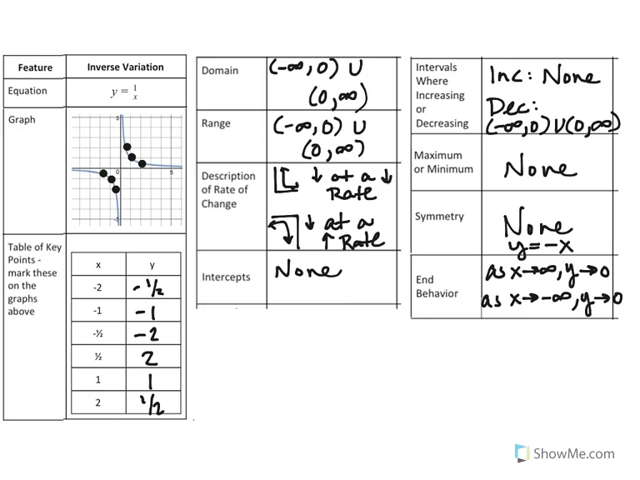 Feature Inverse Variation
Equation y = 1/x
Graph
5
-5
5
-5
Table of Key
Points -
mark these
on the
graphs
above
x y
-2 -1/2
-1 -1
-½ -2
½ 2
1 1
2 1/2
Domain (-∞, 0) ∪
(0, ∞)
Range (-∞, 0) ∪
(0, ∞)
Description
of Rate of
Change
↓ at a ↓
Rate
↓ at a
↑ Rate
Intercepts None
Intervals
Where
Increasing
or
Decreasing
Inc: None
Dec:
(-∞, 0) ∪ (0, ∞)
Maximum
or Minimum
None
Symmetry
None
y = -x
End
Behavior
as x→∞, y→0
as x→-∞, y→0
ShowMe.com